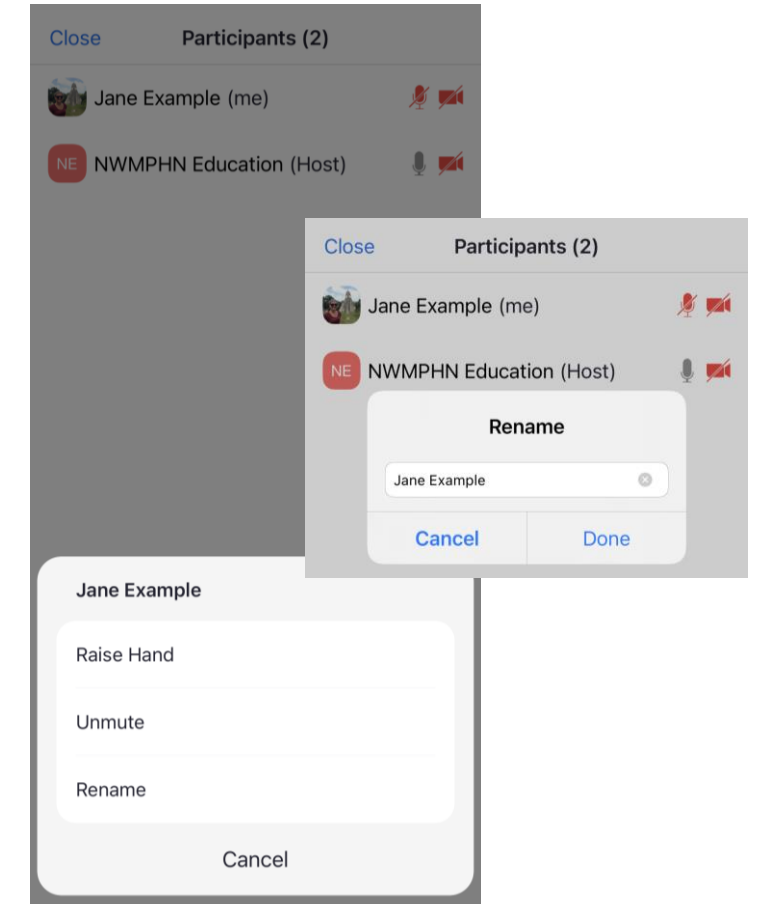 Close Participants (2)
Jane Example (me)
NE NWMPHN Education (Host)
Jane Example
Raise Hand
Unmute
Rename
Cancel
Close Participants (2)
Jane Example (me)
NE NWMPHN Education (Host)
Rename
Jane Example
Cancel Done